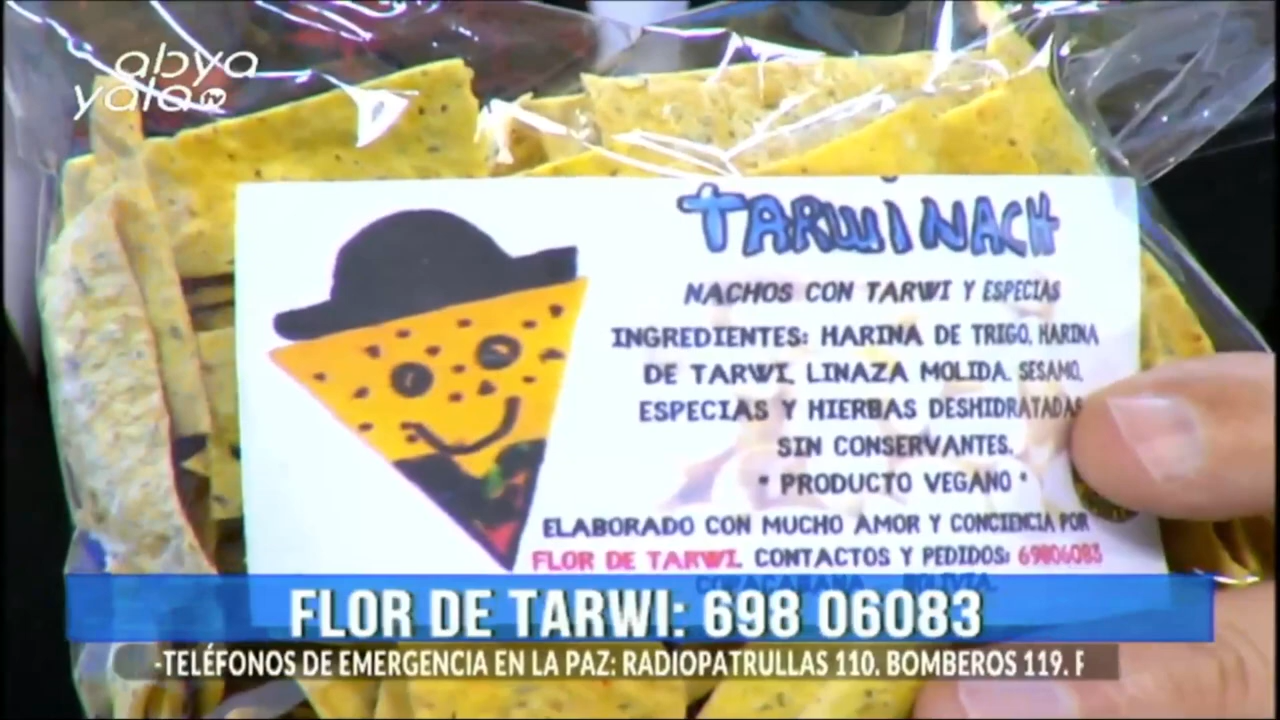 abya
yala tv
TARWI NACH
NACHOS CON TARWI Y ESPECIAS
INGREDIENTES: HARINA DE TRIGO, HARINA
DE TARWI, LINAZA MOLIDA, SESAMO,
ESPECIAS Y HIERBAS DESHIDRATADAS
SIN CONSERVANTES.
* PRODUCTO VEGANO *
ELABORADO CON MUCHO AMOR Y CONCIENCIA POR
FLOR DE TARWI. CONTACTOS Y PEDIDOS: 69806083
COPACABANA - BOLIVIA.
FLOR DE TARWI: 698 06083
-TELÉFONOS DE EMERGENCIA EN LA PAZ: RADIOPATRULLAS 110. BOMBEROS 119.